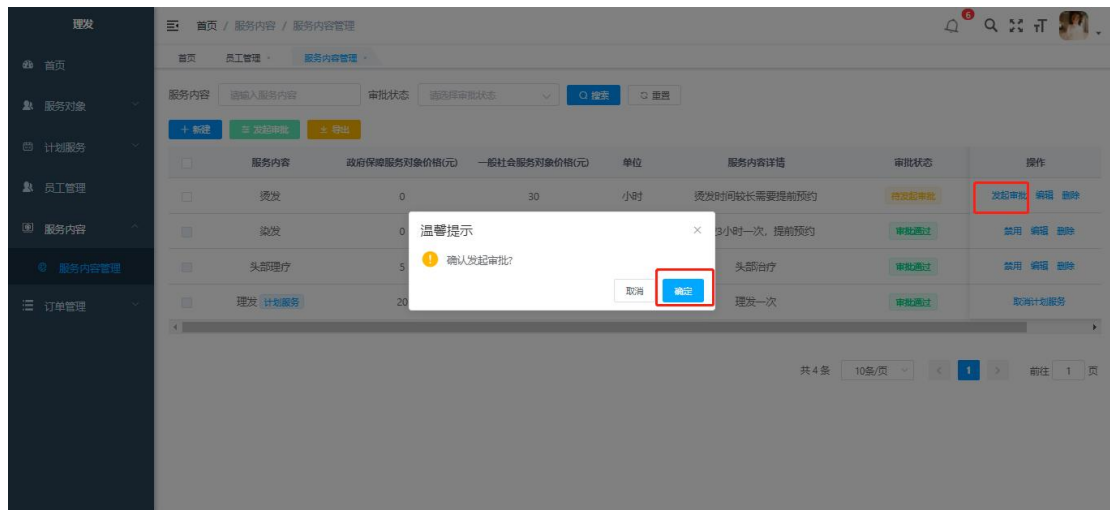 理发
首页 / 服务内容 / 服务内容管理
6
首页
服务对象
计划服务
员工管理
服务内容
服务内容管理
订单管理
首页 员工管理 × 服务内容管理 ×
服务内容 请输入服务内容 审批状态 请选择审批状态 搜索 重置
+ 新建 发起审批 导出
服务内容 政府保障服务对象价格(元) 一般社会服务对象价格(元) 单位 服务内容详情 审批状态 操作
烫发 0 30 小时 烫发时间较长需要提前预约 待发起审批 发起审批 编辑 删除
染发 0 3小时一次, 提前预约 审批通过 禁用 编辑 删除
头部理疗 5 头部治疗 审批通过 禁用 编辑 删除
理发 计划服务 20 理发一次 审批通过 取消计划服务
温馨提示 ×
确认发起审批?
取消 确定
共 4 条 10条/页 < 1 > 前往 1 页